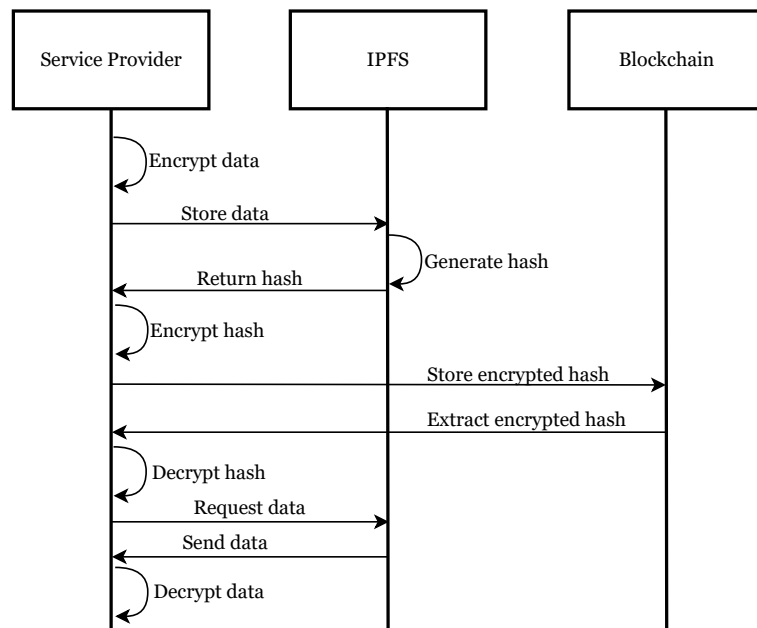 Service Provider
IPFS
Blockchain
Encrypt data
Store data
Generate hash
Return hash
Encrypt hash
Store encrypted hash
Extract encrypted hash
Decrypt hash
Request data
Send data
Decrypt data